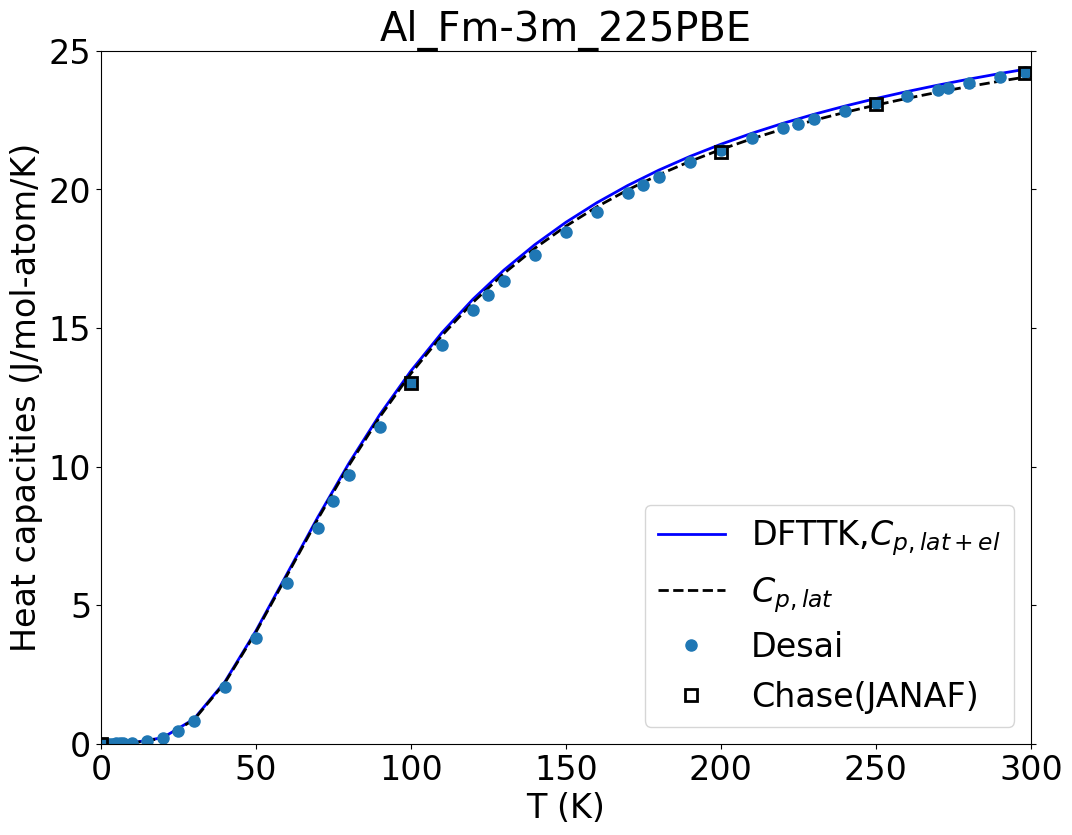 Al_Fm-3m_225PBE
Heat capacities (J/mol-atom/K)
25
20
15
10
5
0
DFTTK,C_{p,lat+el}
C_{p,lat}
Desai
Chase(JANAF)
0 50 100 150 200 250 300
T (K)